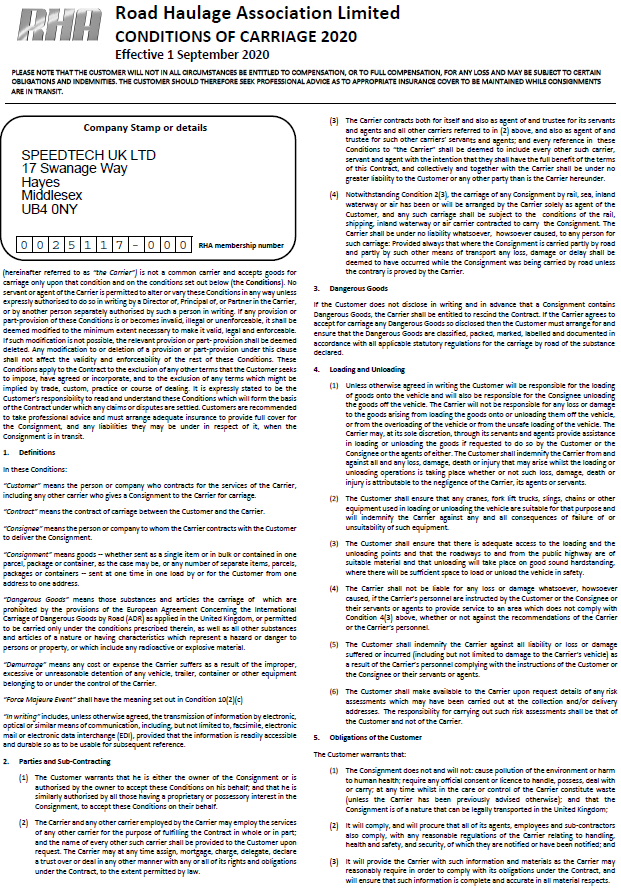 RHA
Road Haulage Association Limited
CONDITIONS OF CARRIAGE 2020
Effective 1 September 2020
PLEASE NOTE THAT THE CUSTOMER WILL NOT IN ALL CIRCUMSTANCES BE ENTITLED TO COMPENSATION, OR TO FULL COMPENSATION, FOR ANY LOSS AND MAY BE SUBJECT TO CERTAIN
OBLIGATIONS AND INDEMNITIES. THE CUSTOMER SHOULD THEREFORE SEEK PROFESSIONAL ADVICE AS TO APPROPRIATE INSURANCE COVER TO BE MAINTAINED WHILE CONSIGNMENTS
ARE IN TRANSIT.
Company Stamp or details
SPEEDTECH UK LTD
17 Swanage Way
Hayes
Middlesex
UB4 0NY
0 0 2 5 1 1 7 - 0 0 0 RHA membership number
(hereinafter referred to as “the Carrier”) is not a common carrier and accepts goods for
carriage only upon that condition and on the conditions set out below (the Conditions). No
servant or agent of the Carrier is permitted to alter or vary these Conditions in any way unless
expressly authorised to do so in writing by a Director, Principal of, or Partner in the Carrier,
or by another person separately authorised by such a person in writing. If any provision or
part-provision of these Conditions is or becomes invalid, illegal or unenforceable, it shall be
deemed modified to the minimum extent necessary to make it valid, legal and enforceable.
If such modification is not possible, the relevant provision or part- provision shall be deemed
deleted. Any modification to or deletion of a provision or part-provision under this clause
shall not affect the validity and enforceability of the rest of these Conditions. These
Conditions apply to the Contract to the exclusion of any other terms that the Customer seeks
to impose, have agreed or incorporate, and to the exclusion of any terms which might be
implied by trade, custom, practice or course of dealing. It is expressly stated to be the
Customer's responsibility to read and understand these Conditions which will form the basis
of the Contract under which any claims or disputes are settled. Customers are recommended
to take professional advice and must arrange adequate insurance to provide full cover for
the Consignment, and any liabilities they may be under in respect of it, when the
Consignment is in transit.
1. Definitions
In these Conditions:
“Customer” means the person or company who contracts for the services of the Carrier,
including any other carrier who gives a Consignment to the Carrier for carriage.
“Contract” means the contract of carriage between the Customer and the Carrier.
“Consignee” means the person or company to whom the Carrier contracts with the Customer
to deliver the Consignment.
“Consignment” means goods – whether sent as a single item or in bulk or contained in one
parcel, package or container, as the case may be, or any number of separate items, parcels,
packages or containers – sent at one time in one load by or for the Customer from one
address to one address.
“Dangerous Goods” means those substances and articles the carriage of which are
prohibited by the provisions of the European Agreement Concerning the International
Carriage of Dangerous Goods by Road (ADR) as applied in the United Kingdom, or permitted
to be carried only under the conditions prescribed therein, as well as all other substances
and articles of a nature or having characteristics which represent a hazard or danger to
persons or property, or which include any radioactive or explosive material.
“Demurrage” means any cost or expense the Carrier suffers as a result of the improper,
excessive or unreasonable detention of any vehicle, trailer, container or other equipment
belonging to or under the control of the Carrier.
“Force Majeure Event” shall have the meaning set out in Condition 10(2)(c)
“In writing” includes, unless otherwise agreed, the transmission of information by electronic,
optical or similar means of communication, including, but not limited to, facsimile, electronic
mail or electronic data interchange (EDI), provided that the information is readily accessible
and durable so as to be usable for subsequent reference.
2. Parties and Sub-Contracting
(1) The Customer warrants that he is either the owner of the Consignment or is
authorised by the owner to accept these Conditions on his behalf; and that he is
similarly authorised by all those having a proprietary or possessory interest in the
Consignment, to accept these Conditions on their behalf.
(2) The Carrier and any other carrier employed by the Carrier may employ the services
of any other carrier for the purpose of fulfilling the Contract in whole or in part;
and the name of every other such carrier shall be provided to the Customer upon
request. The Carrier may at any time assign, mortgage, charge, delegate, declare
a trust over or deal in any other manner with any or all of its rights and obligations
under the Contract, to the extent permitted by law.
(3) The Carrier contracts both for itself and also as agent of and trustee for its servants
and agents and all other carriers referred to in (2) above, and also as agent of and
trustee for such other carriers' servants and agents; and every reference in these
Conditions to “the Carrier” shall be deemed to include every other such carrier,
servant and agent with the intention that they shall have the full benefit of the terms
of this Contract, and collectively and together with the Carrier shall be under no
greater liability to the Customer or any other party than is the Carrier hereunder.
(4) Notwithstanding Condition 2(3), the carriage of any Consignment by rail, sea, inland
waterway or air has been or will be arranged by the Carrier solely as agent of the
Customer, and any such carriage shall be subject to the conditions of the rail,
shipping, inland waterway or air carrier contracted to carry the Consignment. The
Carrier shall be under no liability whatsoever, howsoever caused, to any person for
such carriage: Provided always that where the Consignment is carried partly by road
and partly by such other means of transport any loss, damage or delay shall be
deemed to have occurred while the Consignment was being carried by road unless
the contrary is proved by the Carrier.
3. Dangerous Goods
If the Customer does not disclose in writing and in advance that a Consignment contains
Dangerous Goods, the Carrier shall be entitled to rescind the Contract. If the Carrier agrees to
accept for carriage any Dangerous Goods so disclosed then the Customer must arrange for and
ensure that the Dangerous Goods are classified, packed, marked, labelled and documented in
accordance with all applicable statutory regulations for the carriage by road of the substance
declared.
4. Loading and Unloading
(1) Unless otherwise agreed in writing the Customer will be responsible for the loading
of goods onto the vehicle and will also be responsible for the Consignee unloading
the goods off the vehicle. The Carrier will not be responsible for any loss or damage
to the goods arising from loading the goods onto or unloading them off the vehicle,
or from the overloading of the vehicle or from the unsafe loading of the vehicle. The
Carrier may, at its sole discretion, through its servants and agents provide assistance
in loading or unloading the goods if requested to do so by the Customer or the
Consignee or the agents of either. The Customer shall indemnify the Carrier from and
against all and any loss, damage, death or injury that may arise whilst the loading or
unloading operations is taking place whether or not such loss, damage, death or
injury is attributable to the negligence of the Carrier, its agents or servants.
(2) The Customer shall ensure that any cranes, fork lift trucks, slings, chains or other
equipment used in loading or unloading the vehicle are suitable for that purpose and
will indemnify the Carrier against any and all consequences of failure of or
unsuitability of such equipment.
(3) The Customer shall ensure that there is adequate access to the loading and the
unloading points and that the roadways to and from the public highway are of
suitable material and that unloading will take place on good sound hardstanding,
where there will be sufficient space to load or unload the vehicle in safety.
(4) The Carrier shall not be liable for any loss or damage whatsoever, howsoever
caused, if the Carrier's personnel are instructed by the Customer or the Consignee or
their servants or agents to provide service to an area which does not comply with
Condition 4(3) above, whether or not against the recommendations of the Carrier
or the Carrier's personnel.
(5) The Customer shall indemnify the Carrier against all liability or loss or damage
suffered or incurred (including but not limited to damage to the Carrier's vehicle) as
a result of the Carrier's personnel complying with the instructions of the Customer or
the Consignee or their servants or agents.
(6) The Customer shall make available to the Carrier upon request details of any risk
assessments which may have been carried out at the collection and/or delivery
addresses. The responsibility for carrying out such risk assessments shall be that of
the Customer and not of the Carrier.
5. Obligations of the Customer
The Customer warrants that:
(1) The Consignment does not and will not: cause pollution of the environment or harm
to human health; require any official consent or licence to handle, possess, deal with
or carry; at any time whilst in the care or control of the Carrier constitute waste
(unless the Carrier has been previously advised otherwise); and that the
Consignment is of a nature that can be legally transported in the United Kingdom;
(2) It will comply, and will procure that all of its agents, employees and sub-contractors
also comply, with any reasonable regulations of the Carrier relating to handling,
health and safety, and security, of which they are notified or have been notified; and
(3) It will provide the Carrier with such information and materials as the Carrier may
reasonably require in order to comply with its obligations under the Contract, and
will ensure that such information is complete and accurate in all material respects.